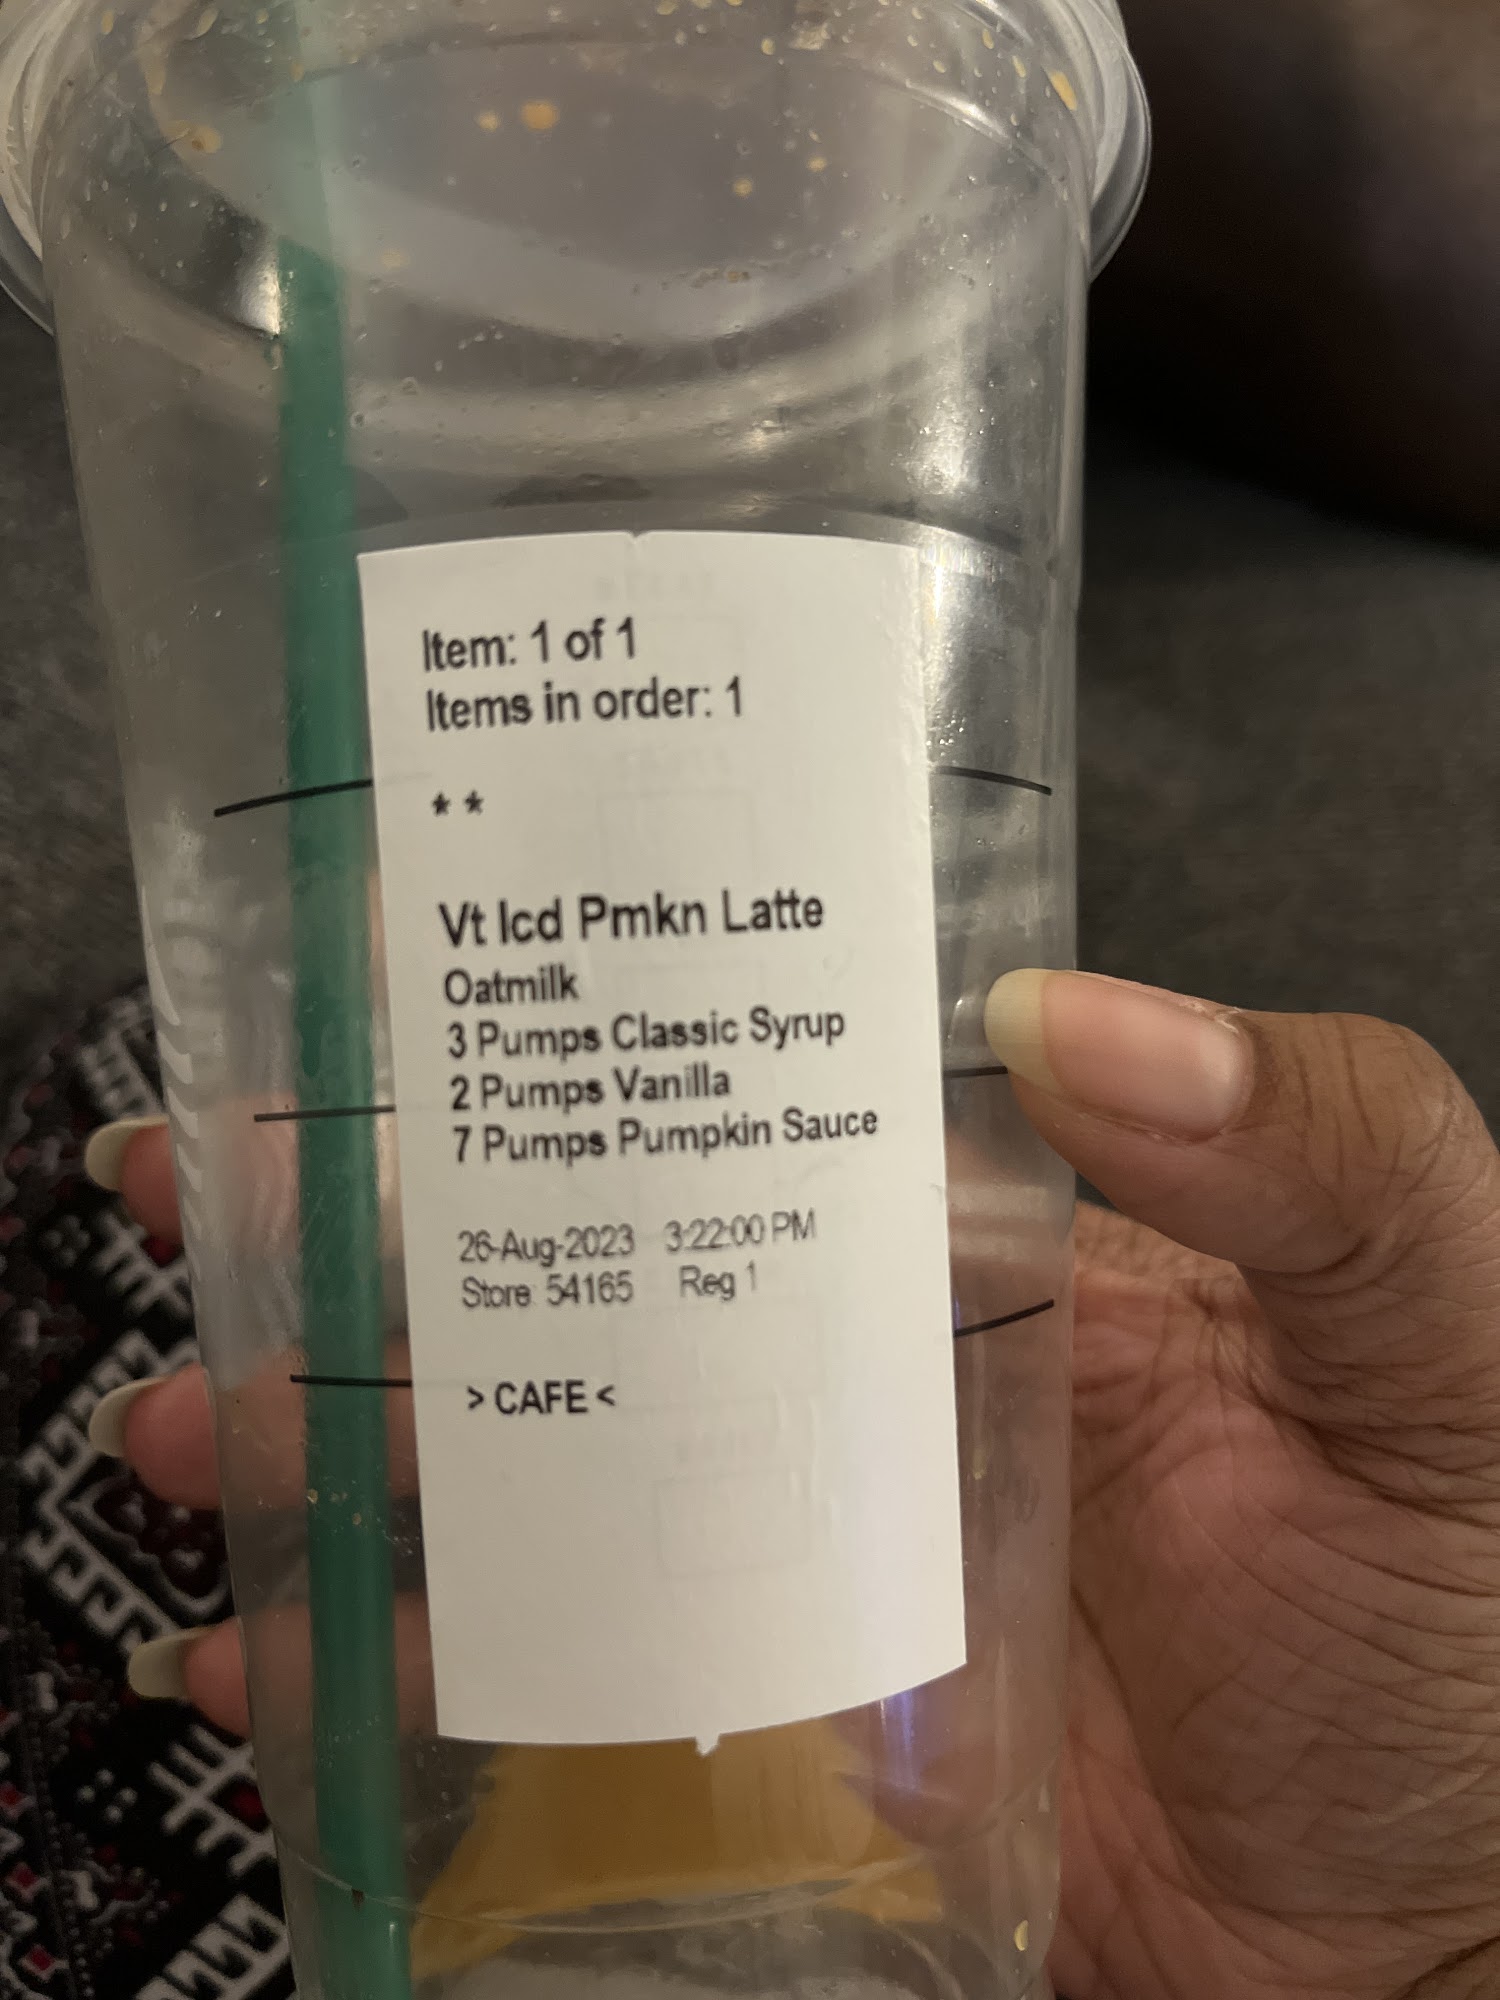 Item: 1 of 1
Items in order: 1
* *
Vt Icd Pmkn Latte
Oatmilk
3 Pumps Classic Syrup
2 Pumps Vanilla
7 Pumps Pumpkin Sauce
26-Aug-2023 3:22:00 PM
Store: 54165 Reg 1
> CAFE <